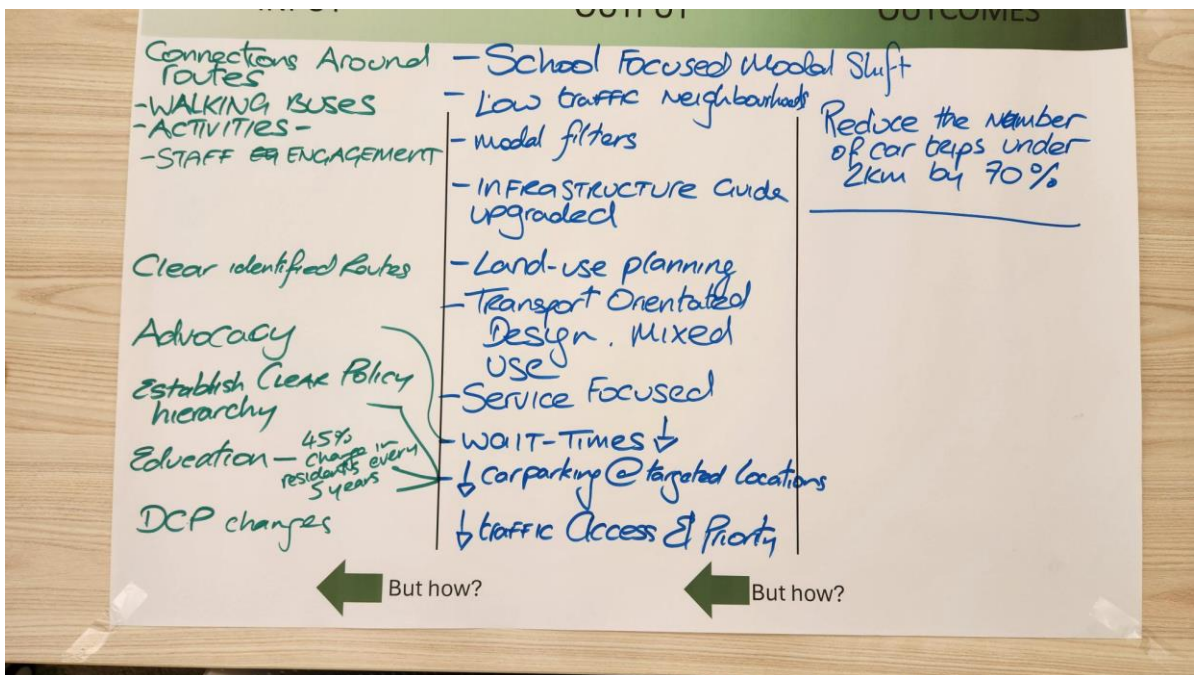 INPUT
OUTPUT
OUTCOMES
Connections Around
routes
-WALKING BUSES
-ACTIVITIES-
-STAFF ENGAGEMENT
Clear identified Routes
Advocacy
Establish Clear Policy
hierarchy
Education - 45%
change in
residents every
5 years
DCP changes
- School Focused Modal Shift
- Low traffic Neighbourhoods
- modal filters
- INFRASTRUCTURE Guide
upgraded
- Land-use planning
- Transport Orientated
Design. Mixed
use
- Service Focused
- WAIT-TIMES ↓
- ↓ carparking @ targeted locations
↓ traffic Access & Priority
Reduce the Number
of car trips under
2km by 70%
But how?
But how?